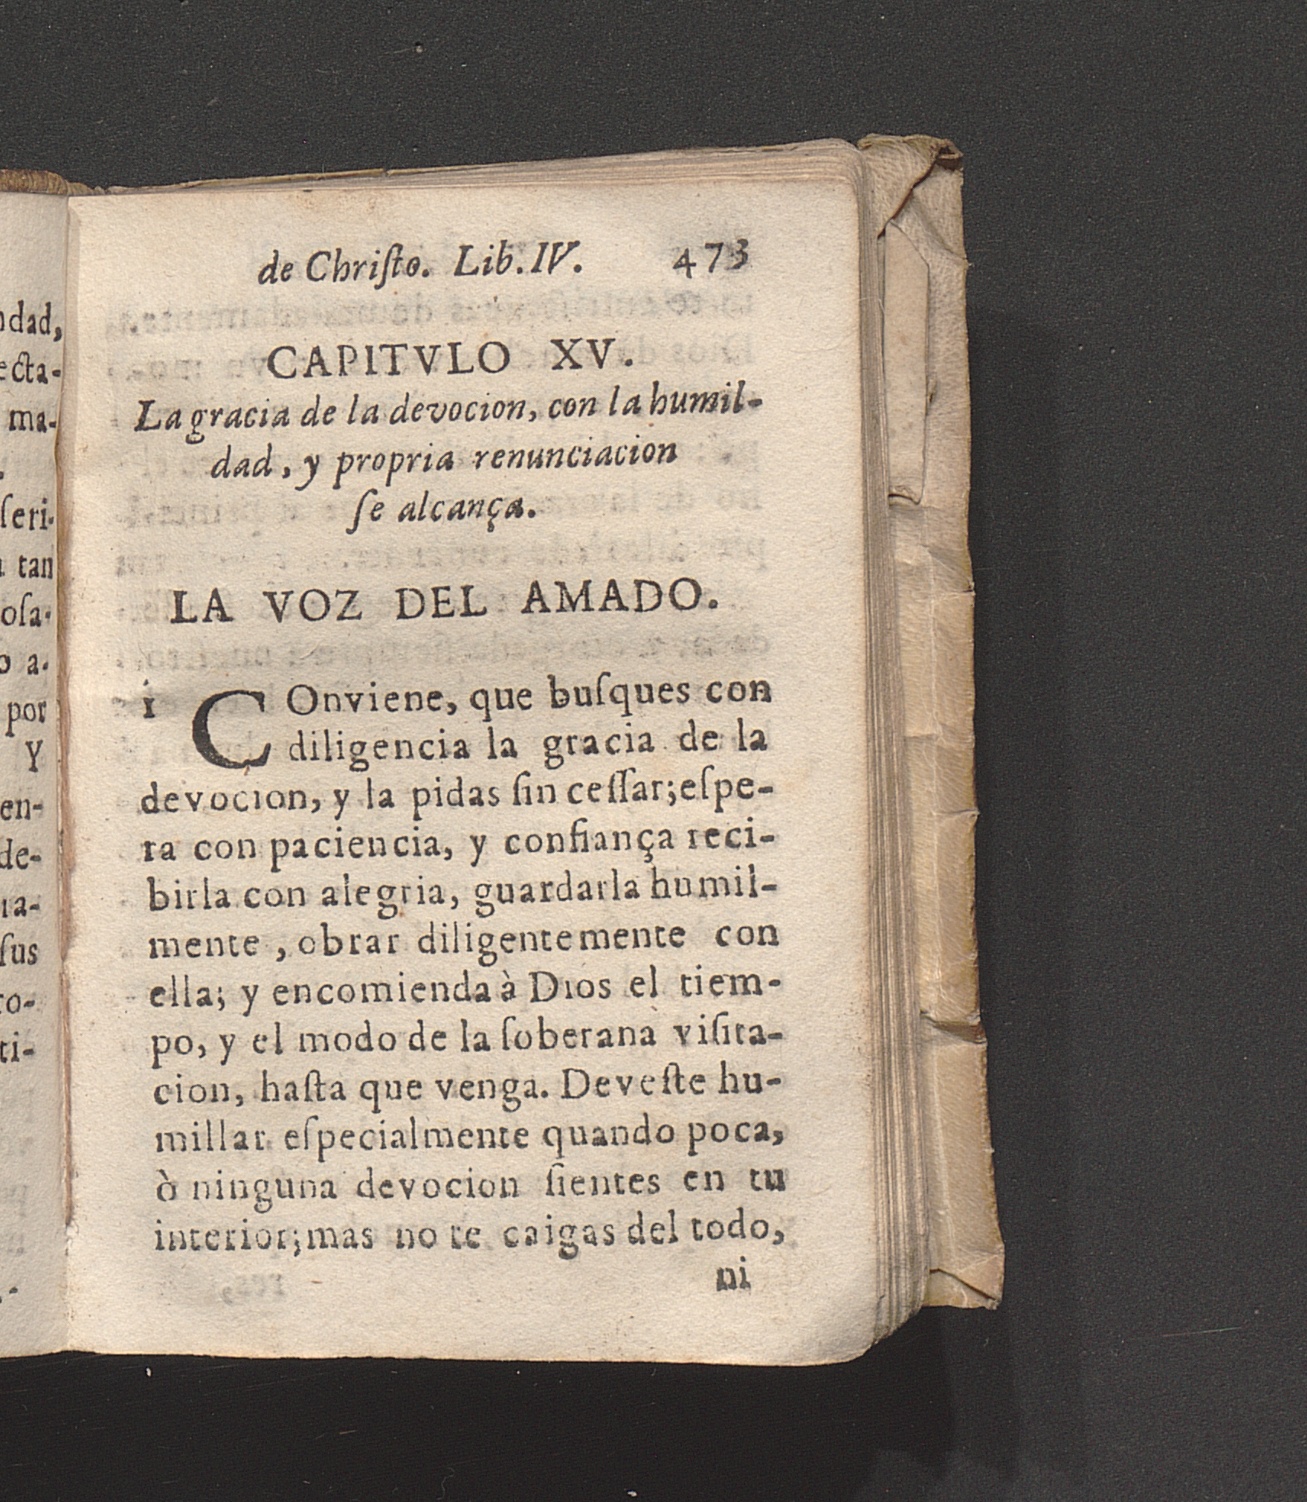 de Chriſto. Lib. IV. 473
CAPITVLO XV.
La gracia de la devocion, con la humil-
dad, y propria renunciacion
ſe alcança.
LA VOZ DEL AMADO.
1 COnviene, que buſques con
diligencia la gracia de la
devocion, y la pidas ſin ceſſar; eſpe-
ra con paciencia, y confiança reci-
birla con alegria, guardarla humil-
mente, obrar diligentemente con
ella; y encomienda à Dios el tiem-
po, y el modo de la ſoberana viſita-
cion, haſta que venga. Deveſte hu-
millar eſpecialmente quando poca,
ò ninguna devocion ſientes en tu
interior; mas no te caigas del todo,
ni